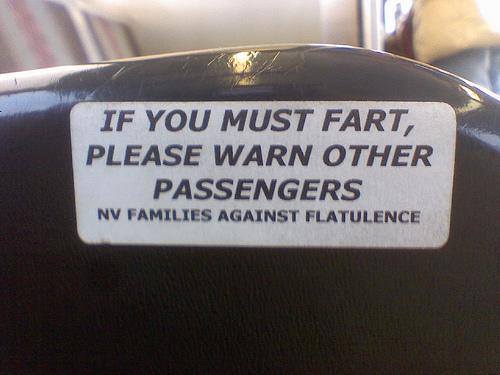 IF YOU MUST FART,
PLEASE WARN OTHER
PASSENGERS
NV FAMILIES AGAINST FLATULENCE